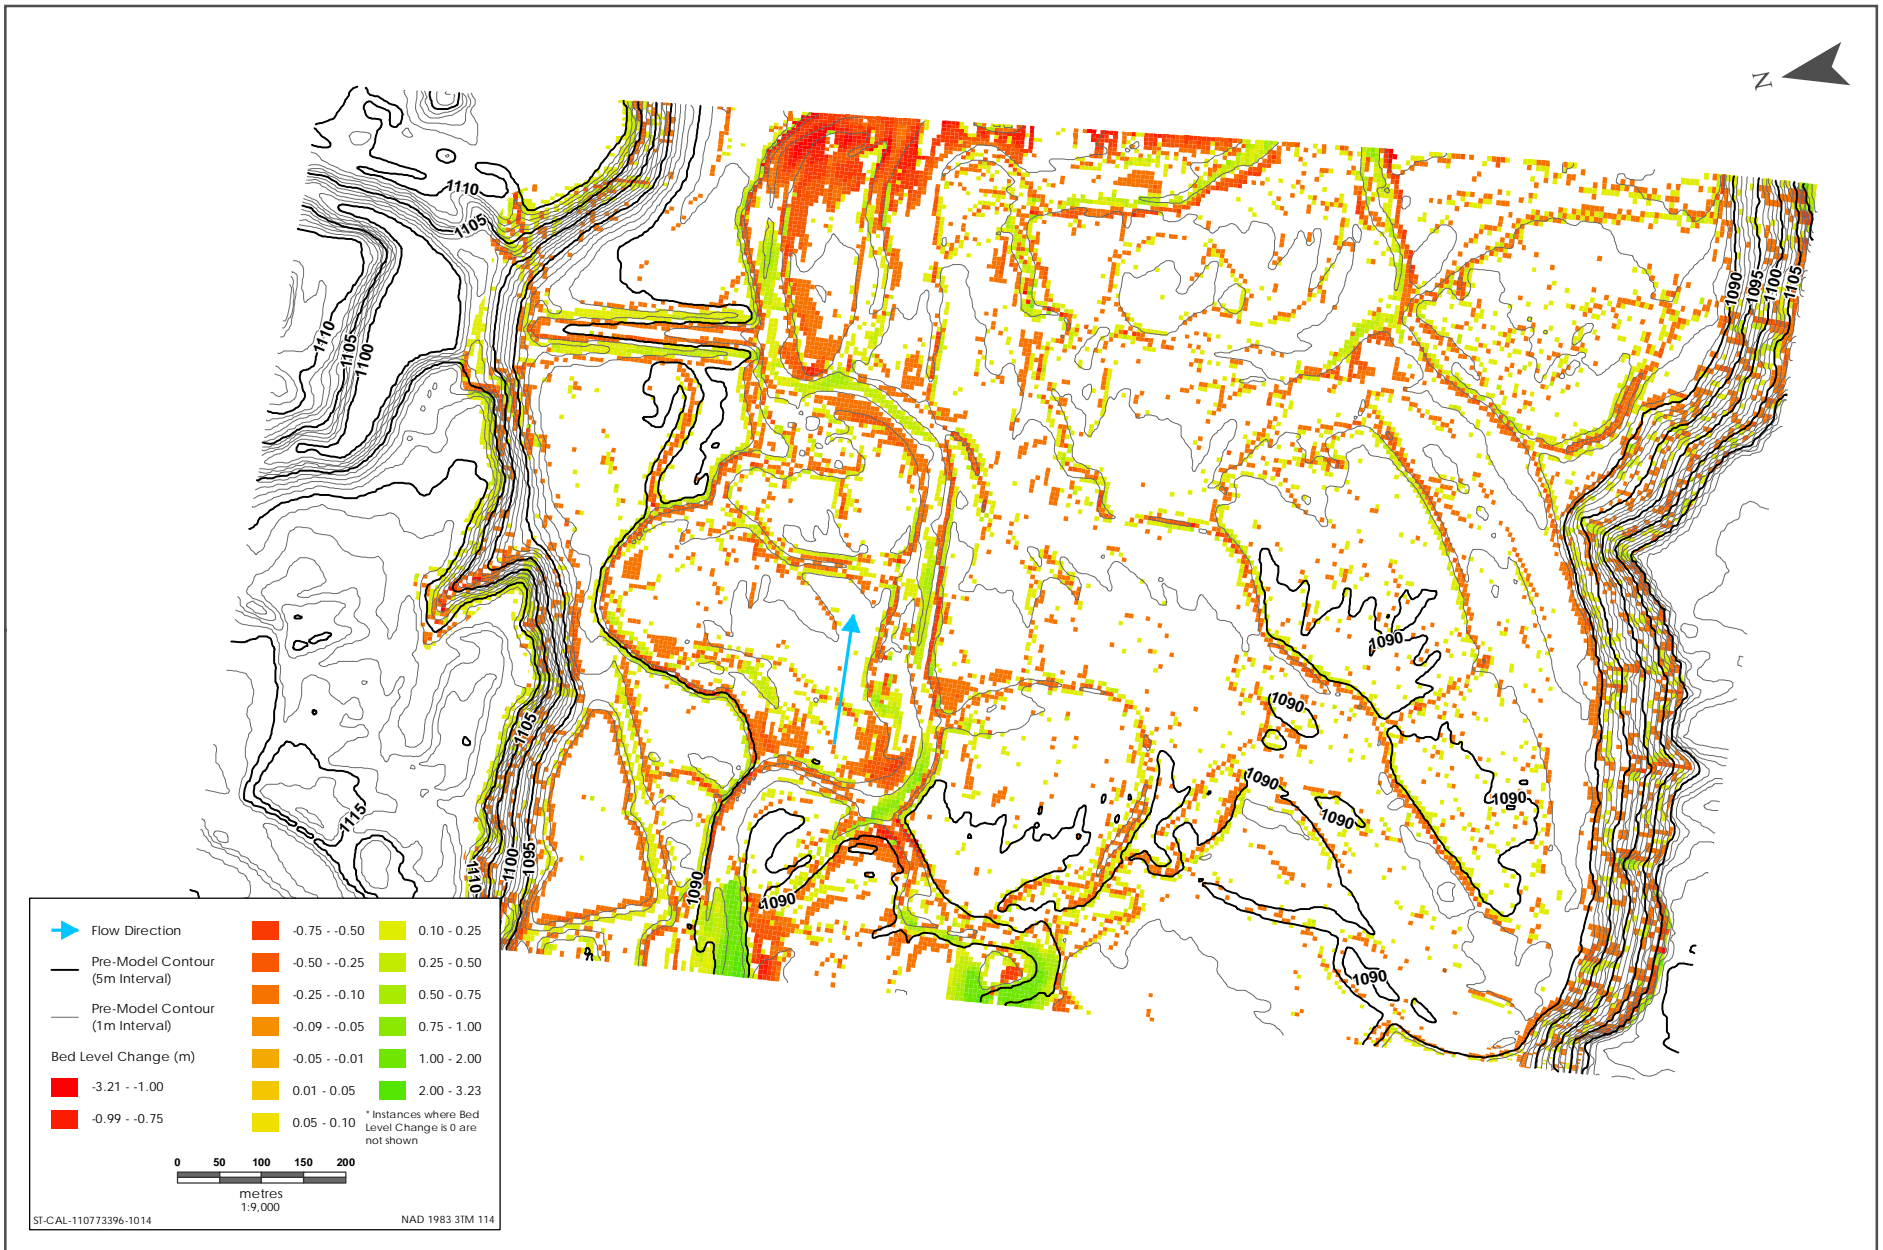 N
1110
1105
1110
1105
1100
1090
1095
1100
1105
1090
1090
1105
1090
1090
1090
1115
1110
1100
1095
1090
1090
1090
Flow Direction
Pre-Model Contour
(5m Interval)
Pre-Model Contour
(1m Interval)
Bed Level Change (m)
-3.21 - -1.00
-0.99 - -0.75
-0.75 - -0.50
-0.50 - -0.25
-0.25 - -0.10
-0.09 - -0.05
-0.05 - -0.01
0.01 - 0.05
0.05 - 0.10
0.10 - 0.25
0.25 - 0.50
0.50 - 0.75
0.75 - 1.00
1.00 - 2.00
2.00 - 3.23
* Instances where Bed
Level Change is 0 are
not shown
0 50 100 150 200
metres
1:9,000
ST-CAL-110773396-1014
NAD 1983 3TM 114